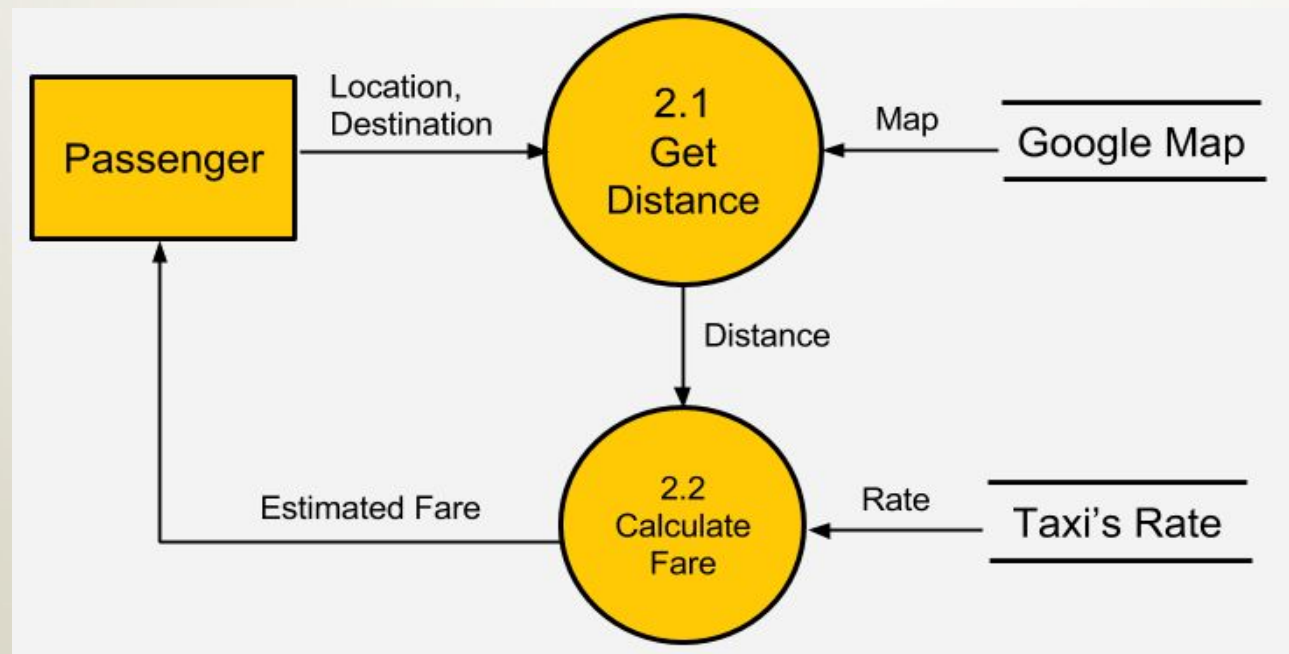 Passenger
Location,
Destination
2.1
Get
Distance
Map
Google Map
Distance
Estimated Fare
2.2
Calculate
Fare
Rate
Taxi's Rate